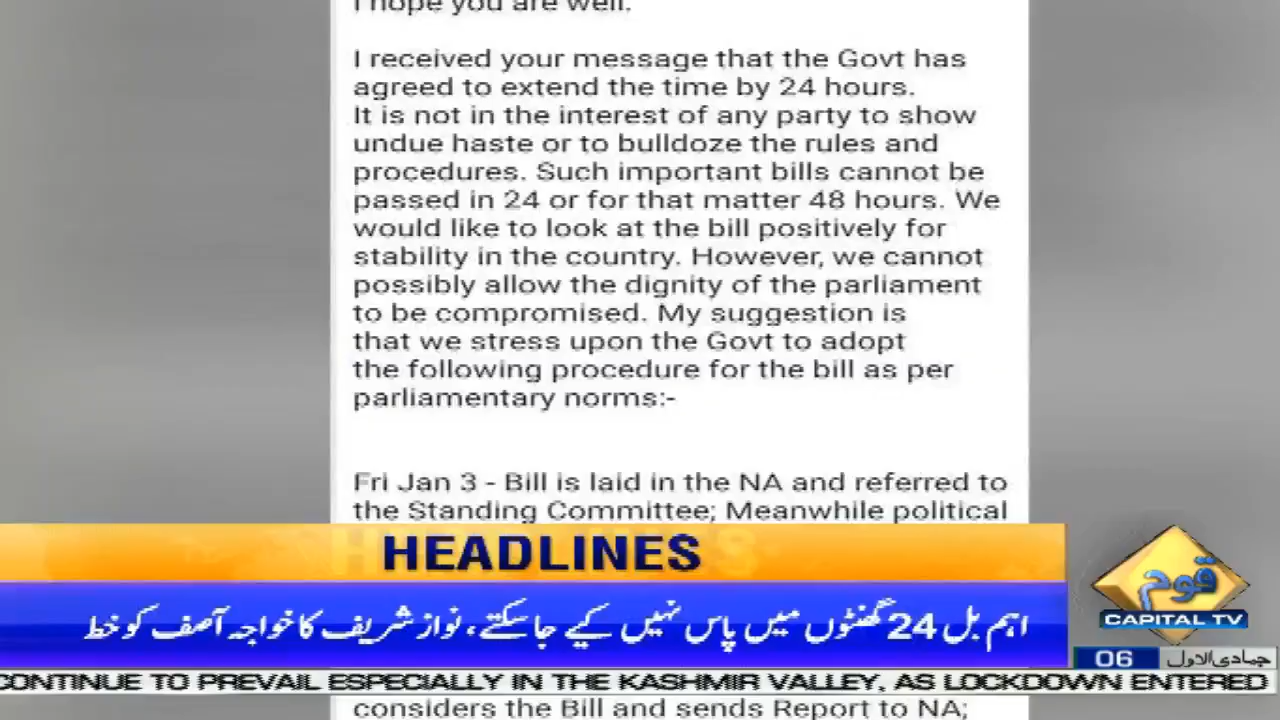 I hope you are well.
I received your message that the Govt has
agreed to extend the time by 24 hours.
It is not in the interest of any party to show
undue haste or to bulldoze the rules and
procedures. Such important bills cannot be
passed in 24 or for that matter 48 hours. We
would like to look at the bill positively for
stability in the country. However, we cannot
possibly allow the dignity of the parliament
to be compromised. My suggestion is
that we stress upon the Govt to adopt
the following procedure for the bill as per
parliamentary norms:-
Fri Jan 3 - Bill is laid in the NA and referred to
the Standing Committee; Meanwhile political
HEADLINES
اہم بل 24 گھنٹوں میں پاس نہیں کیے جا سکتے، نواز شریف کا خواجہ آصف کو خط
قوم
CAPITAL TV
06 جمادی الاول
CONTINUE TO PREVAIL ESPECIALLY IN THE KASHMIR VALLEY, AS LOCKDOWN ENTERED
considers the Bill and sends Report to NA;